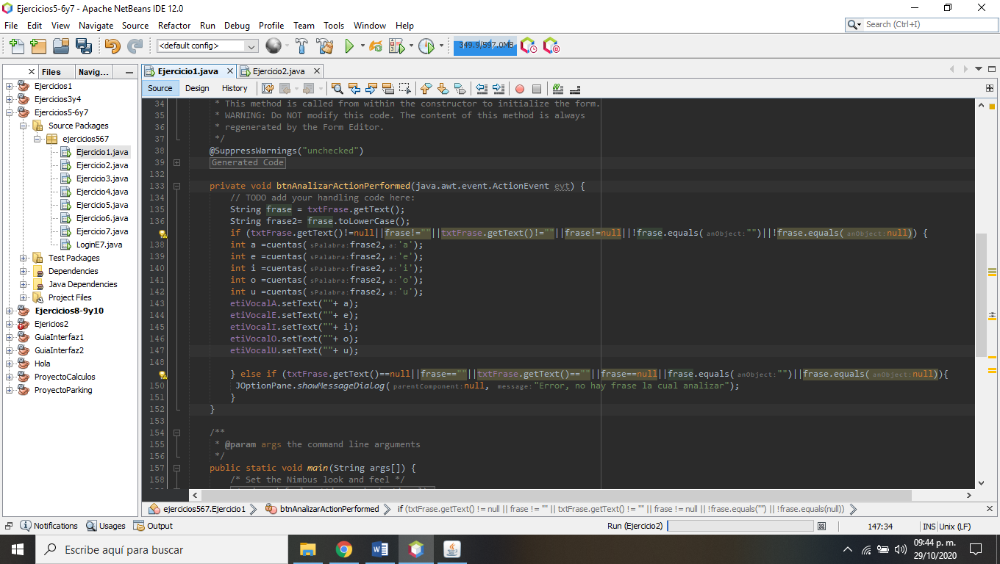 Ejercicios5-6y7 - Apache NetBeans IDE 12.0
File Edit View Navigate Source Refactor Run Debug Profile Team Tools Window Help
Search (Ctrl+I)
<default config>
349.9/597.0MB
Files Navig...
Ejercicio1.java Ejercicio2.java
Source Design History
Ejercicios1
Ejercicios3y4
Ejercicios5-6y7
Source Packages
ejercicios567
Ejercicio1.java
Ejercicio2.java
Ejercicio3.java
Ejercicio4.java
Ejercicio5.java
Ejercicio6.java
Ejercicio7.java
LoginE7.java
Test Packages
Dependencies
Java Dependencies
Project Files
Ejercicios8-9y10
Ejericios2
GuiaInterfaz1
GuiaInterfaz2
Hola
ProyectoCalculos
ProyectoParking
34 * This method is called from within the constructor to initialize the form.
35 * WARNING: Do NOT modify this code. The content of this method is always
36 * regenerated by the Form Editor.
37 */
38 @SuppressWarnings("unchecked")
39 Generated Code
132
133 private void btnAnalizarActionPerformed(java.awt.event.ActionEvent evt) {
134 // TODO add your handling code here:
135 String frase = txtFrase.getText();
136 String frase2= frase.toLowerCase();
if (txtFrase.getText()!=null||frase!=""||txtFrase.getText()!=""||frase!=null||!frase.equals(anObject:"")||!frase.equals(anObject:null)) {
138 int a =cuentas(sPalabra:frase2,a:'a');
139 int e =cuentas(sPalabra:frase2,a:'e');
140 int i =cuentas(sPalabra:frase2,a:'i');
141 int o =cuentas(sPalabra:frase2,a:'o');
142 int u =cuentas(sPalabra:frase2,a:'u');
143 etiVocalA.setText(""+ a);
144 etiVocalE.setText(""+ e);
145 etiVocalI.setText(""+ i);
146 etiVocalO.setText(""+ o);
147 etiVocalU.setText(""+ u);
148
} else if (txtFrase.getText()==null||frase==""||txtFrase.getText()==""||frase==null||frase.equals(anObject:"")||frase.equals(anObject:null)){
150 JOptionPane.showMessageDialog(parentComponent:null, message:"Error, no hay frase la cual analizar");
151 }
152 }
153
154 /**
155 * @param args the command line arguments
156 */
157 public static void main(String args[]) {
158 /* Set the Nimbus look and feel */
ejercicios567.Ejercicio1 btnAnalizarActionPerformed if (txtFrase.getText() != null || frase != "" || txtFrase.getText() != "" || frase != null || !frase.equals("") || !frase.equals(null))
Notifications Usages Output Run (Ejercicio2) 147:34 INS Unix (LF)
Escribe aquí para buscar
09:44 p. m.
29/10/2020